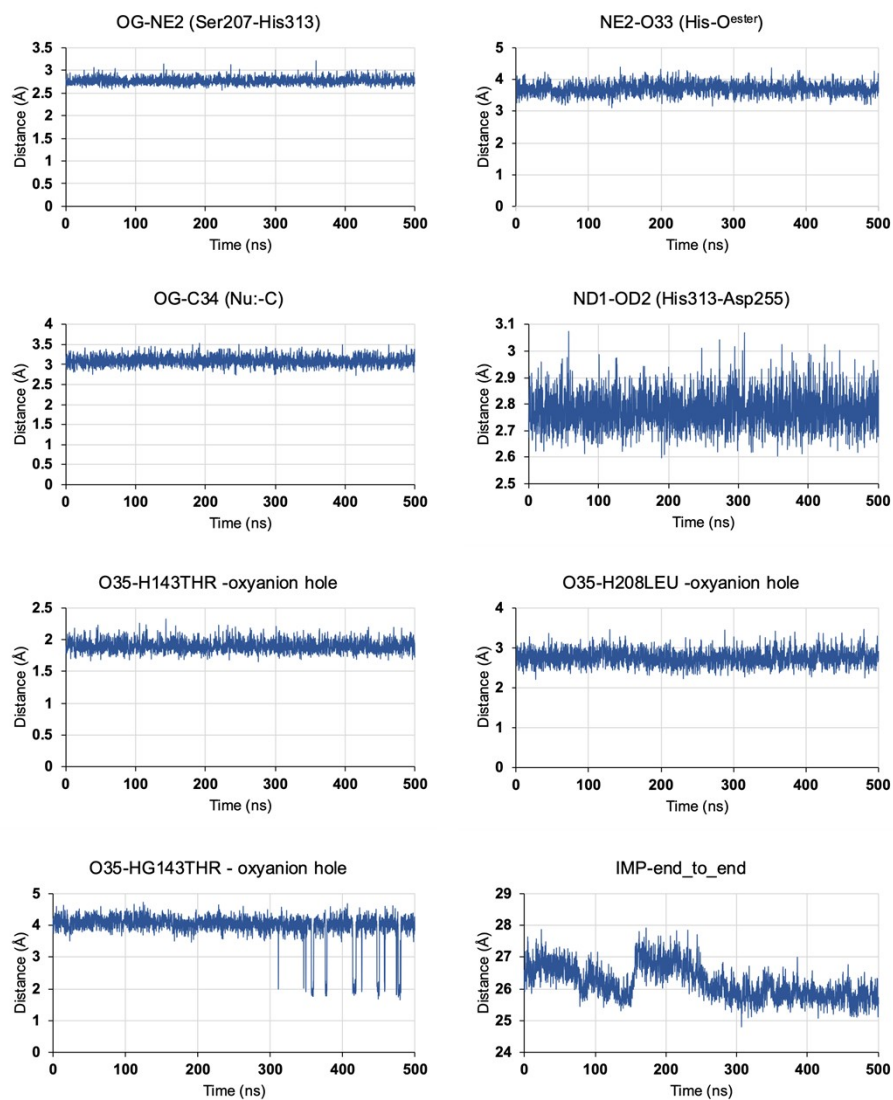 OG-NE2 (Ser207-His313)
Distance (Å)
3.5
3
2.5
2
1.5
1
0.5
0
0 100 200 300 400 500
Time (ns)
NE2-O33 (His-Oester)
Distance (Å)
5
4
3
2
1
0
0 100 200 300 400 500
Time (ns)
OG-C34 (Nu:-C)
Distance (Å)
4
3.5
3
2.5
2
1.5
1
0.5
0
0 100 200 300 400 500
Time (ns)
ND1-OD2 (His313-Asp255)
Distance (Å)
3.1
3
2.9
2.8
2.7
2.6
2.5
0 100 200 300 400 500
Time (ns)
O35-H143THR -oxyanion hole
Distance (Å)
2.5
2
1.5
1
0.5
0
0 100 200 300 400 500
Time (ns)
O35-H208LEU -oxyanion hole
Distance (Å)
4
3
2
1
0
0 100 200 300 400 500
Time (ns)
O35-HG143THR - oxyanion hole
Distance (Å)
5
4
3
2
1
0
0 100 200 300 400 500
Time (ns)
IMP-end_to_end
Distance (Å)
29
28
27
26
26
24
0 100 200 300 400 500
Time (ns)